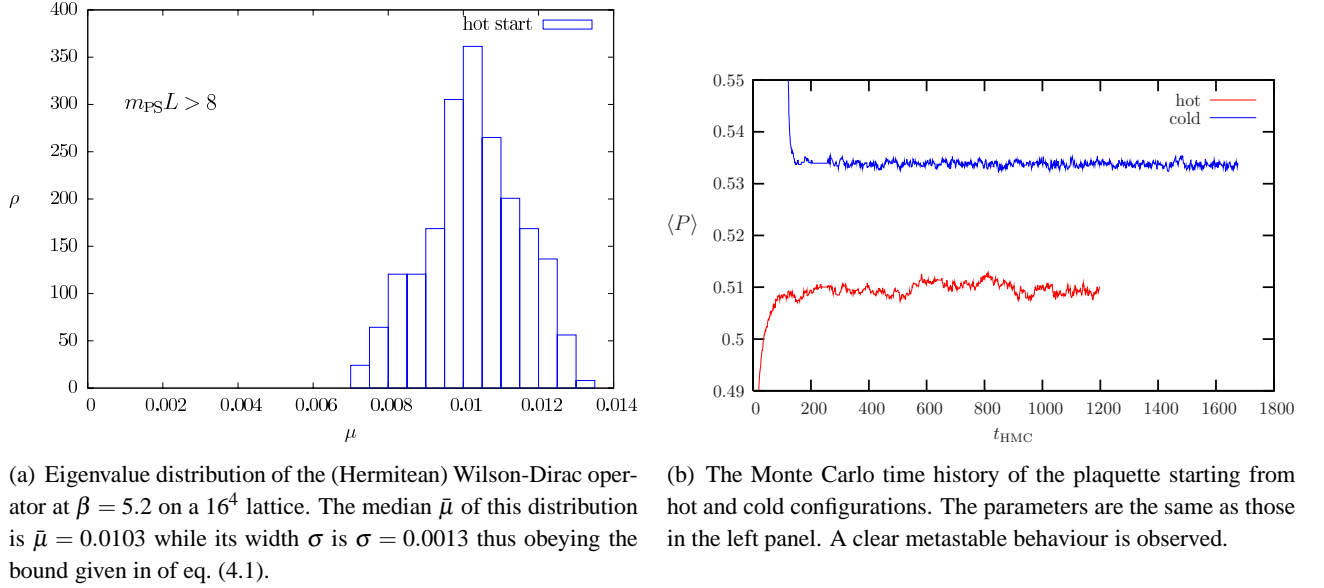 400
350
300
250
200
150
100
50
0
ρ
hot start
m_PS L > 8
0 0.002 0.004 0.006 0.008 0.01 0.012 0.014
μ
0.55
0.54
0.53
0.52
0.51
0.5
0.49
⟨P⟩
hot
cold
0 200 400 600 800 1000 1200 1400 1600 1800
t_HMC
(a) Eigenvalue distribution of the (Hermitean) Wilson-Dirac oper-
ator at β = 5.2 on a 16⁴ lattice. The median μ̄ of this distribution
is μ̄ = 0.0103 while its width σ is σ = 0.0013 thus obeying the
bound given in of eq. (4.1).
(b) The Monte Carlo time history of the plaquette starting from
hot and cold configurations. The parameters are the same as those
in the left panel. A clear metastable behaviour is observed.